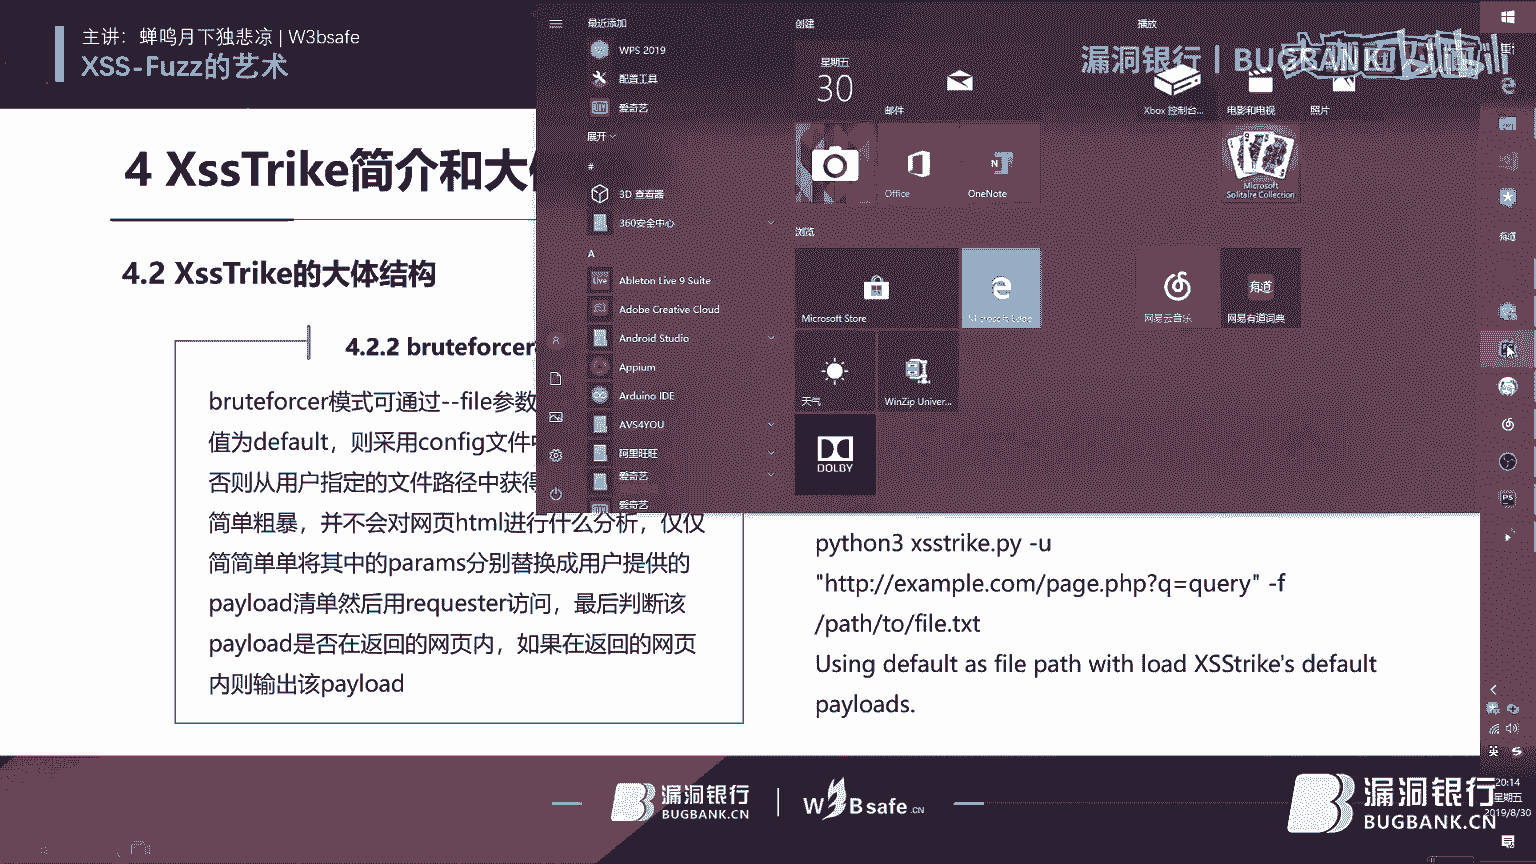 主讲：蝉鸣月下独悲凉 | W3bsafe
XSS-Fuzz的艺术
4 XssTrike简介和大
4.2 XssTrike的大体结构
4.2.2 bruteforcer
bruteforcer模式可通过--file参数
值为default，则采用config文件中
否则从用户指定的文件路径中获得
简单粗暴，并不会对网页html进行什么分析，仅仅
简简单单将其中的params分别替换成用户提供的
payload清单然后用requester访问，最后判断该
payload是否在返回的网页内，如果在返回的网页
内则输出该payload
python3 xsstrike.py -u
"http://example.com/page.php?q=query" -f
/path/to/file.txt
Using default as file path with load XSStrike's default
payloads.
最近添加
WPS 2019
配置工具
爱奇艺
展开
#
3D 查看器
360安全中心
A
Ableton Live 9 Suite
Adobe Creative Cloud
Android Studio
Appium
Arduino IDE
AVS4YOU
阿里旺旺
爱奇艺
爱奇艺
创建
星期五
30
邮件
Office
OneNote
浏览
Microsoft Store
Microsoft Edge
天气
WinZip Univer...
DOLBY
播放
Xbox 控制台...
电影和电视
照片
Microsoft
Solitaire Collection
网易云音乐
有道
网易有道词典
漏洞银行 | BUGBANK
有道
PS
英
20:14
星期五
2019/8/30
漏洞银行
BUGBANK.CN
W3Bsafe.CN
漏洞银行
BUGBANK.CN